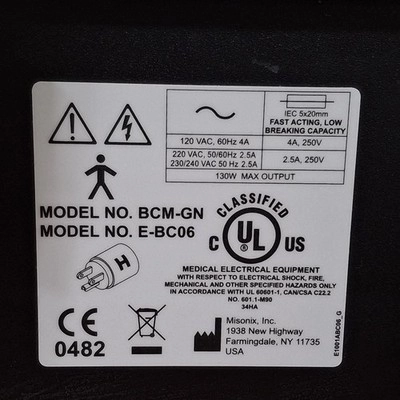 IEC 5x20mm
FAST ACTING, LOW
BREAKING CAPACITY
120 VAC, 60Hz 4A
4A, 250V
220 VAC, 50/60Hz 2.5A
230/240 VAC 50 Hz 2.5A
2.5A, 250V
130W MAX OUTPUT
MODEL NO. BCM-GN
MODEL NO. E-BC06
CLASSIFIED
C UL US
H
MEDICAL ELECTRICAL EQUIPMENT
WITH RESPECT TO ELECTRICAL SHOCK, FIRE,
MECHANICAL AND OTHER SPECIFIED HAZARDS ONLY
IN ACCORDANCE WITH UL 60601-1, CAN/CSA C22.2
NO. 601.1-M90
34HA
CE
0482
Misonix, Inc.
1938 New Highway
Farmingdale, NY 11735
USA
E1001ABC06_G